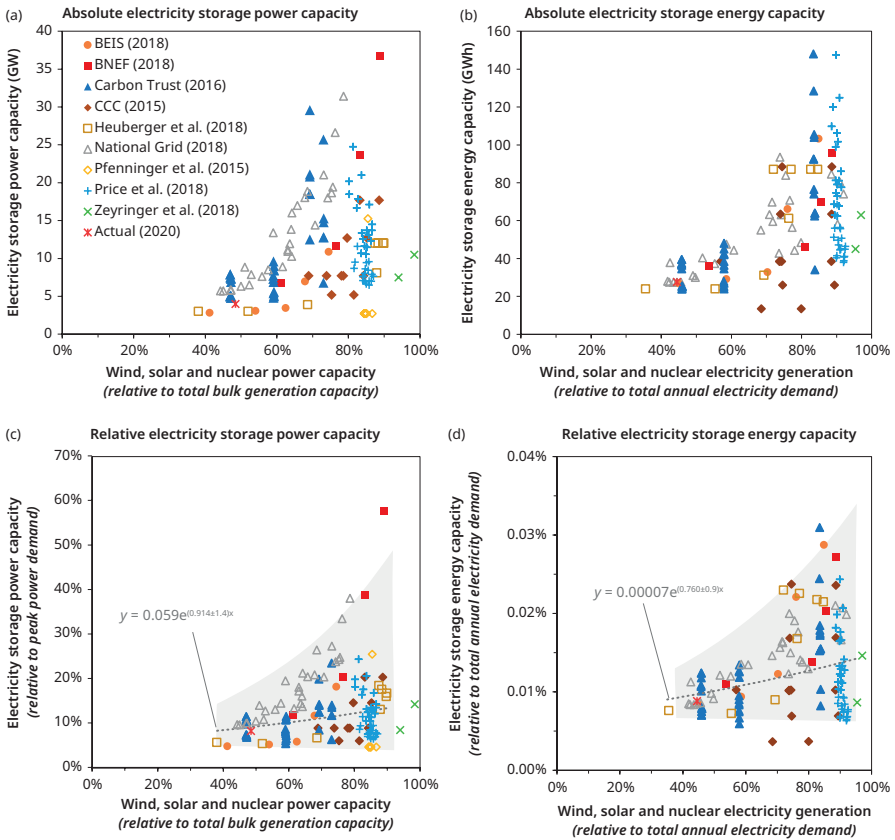 (a) Absolute electricity storage power capacity
Electricity storage power capacity (GW)
40
35
30
25
20
15
10
5
0
BEIS (2018)
BNEF (2018)
Carbon Trust (2016)
CCC (2015)
Heuberger et al. (2018)
National Grid (2018)
Pfenninger et al. (2015)
Price et al. (2018)
Zeyringer et al. (2018)
Actual (2020)
0% 20% 40% 60% 80% 100%
Wind, solar and nuclear power capacity
(relative to total bulk generation capacity)
(b) Absolute electricity storage energy capacity
Electricity storage energy capacity (GWh)
160
140
120
100
80
60
40
20
0
0% 20% 40% 60% 80% 100%
Wind, solar and nuclear electricity generation
(relative to total annual electricity demand)
(c) Relative electricity storage power capacity
Electricity storage power capacity
(relative to peak power demand)
70%
60%
50%
40%
30%
20%
10%
0%
y = 0.059e(0.914±1.4)x
0% 20% 40% 60% 80% 100%
Wind, solar and nuclear power capacity
(relative to total bulk generation capacity)
(d) Relative electricity storage energy capacity
Electricity storage energy capacity
(relative to total annual electricity demand)
0.04%
0.03%
0.02%
0.01%
0.00%
y = 0.00007e(0.760±0.9)x
0% 20% 40% 60% 80% 100%
Wind, solar and nuclear electricity generation
(relative to total annual electricity demand)